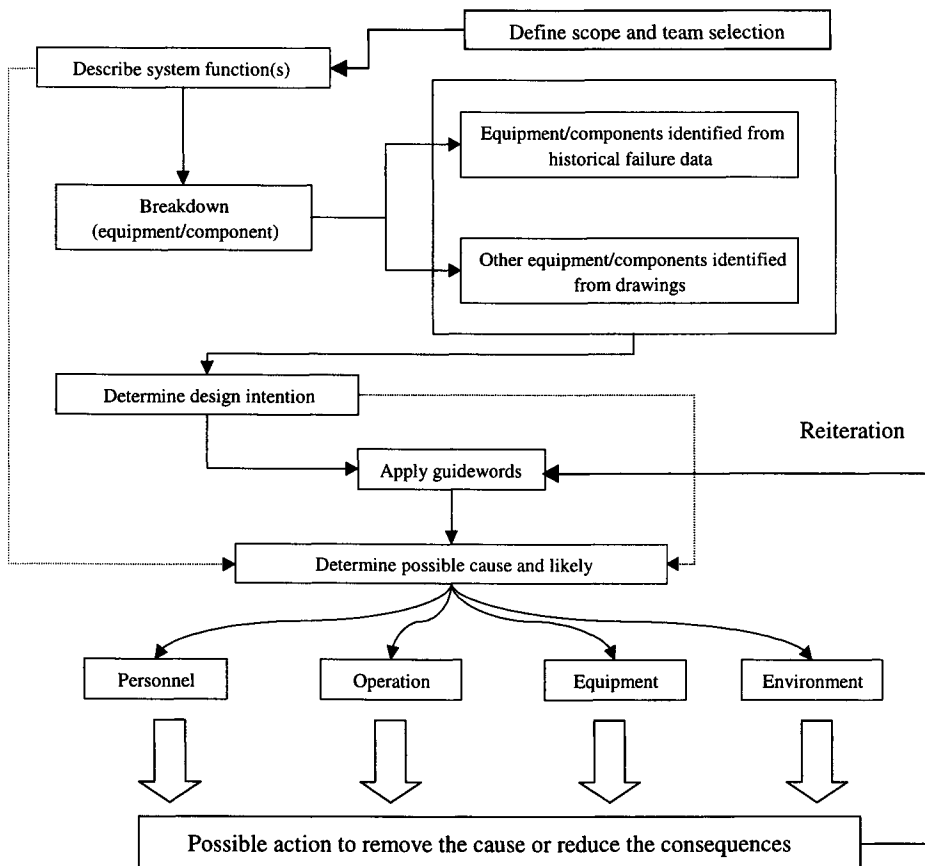 Define scope and team selection
Describe system function(s)
Equipment/components identified from
historical failure data
Breakdown
(equipment/component)
Other equipment/components identified
from drawings
Determine design intention
Reiteration
Apply guidewords
Determine possible cause and likely
Personnel
Operation
Equipment
Environment
Possible action to remove the cause or reduce the consequences